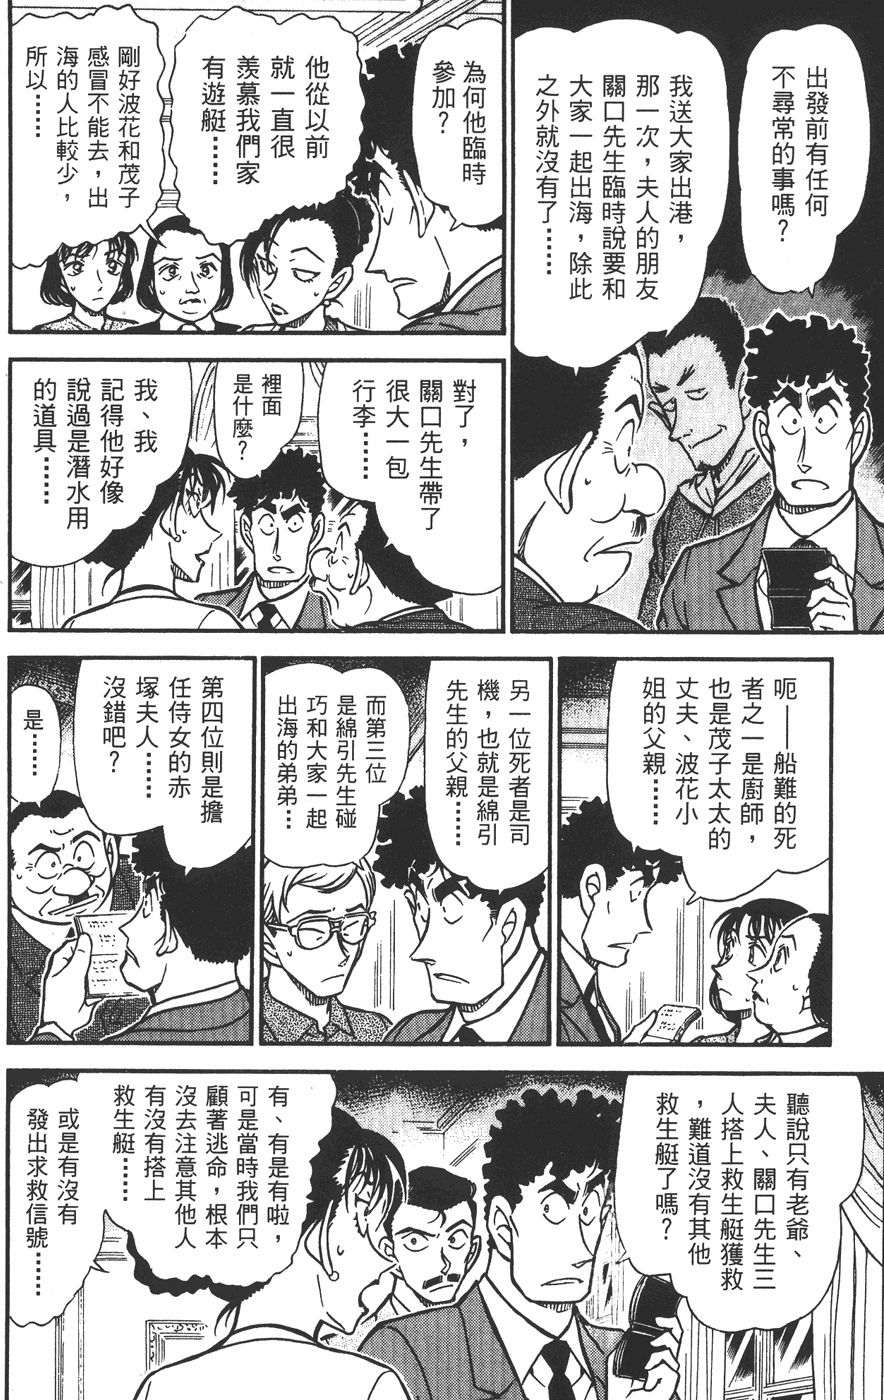 出發前有任何
不尋常的事嗎？
我送大家出港，
那一次，夫人的朋友
關口先生臨時說要和
大家一起出海，除此
之外就沒有了……
為何他臨時
參加？
他從以前
就一直很
羨慕我們家
有遊艇……
剛好波花和茂子
感冒不能去，出
海的人比較少，
所以……
對了，
關口先生帶了
很大一包
行李……
裡面
是什麼？
我、我
記得他好像
說過是潛水用
的道具……
呃——船難的死
者之一是廚師，
也是茂子太太的
丈夫、波花小
姐的父親……
另一位死者是司
機，也就是綿引
先生的父親……
而第三位
是綿引先生碰
巧和大家一起
出海的弟弟…
第四位則是擔
任侍女的赤
塚夫人……
沒錯吧？
是……
聽說只有老爺、
夫人、關口先生三
人搭上救生艇獲救
，難道沒有其他
救生艇了嗎？
有、有是有啦，
可是當時我們只
顧著逃命，根本
沒去注意其他人
有沒有搭上
救生艇……
或是有沒有
發出求救信號……